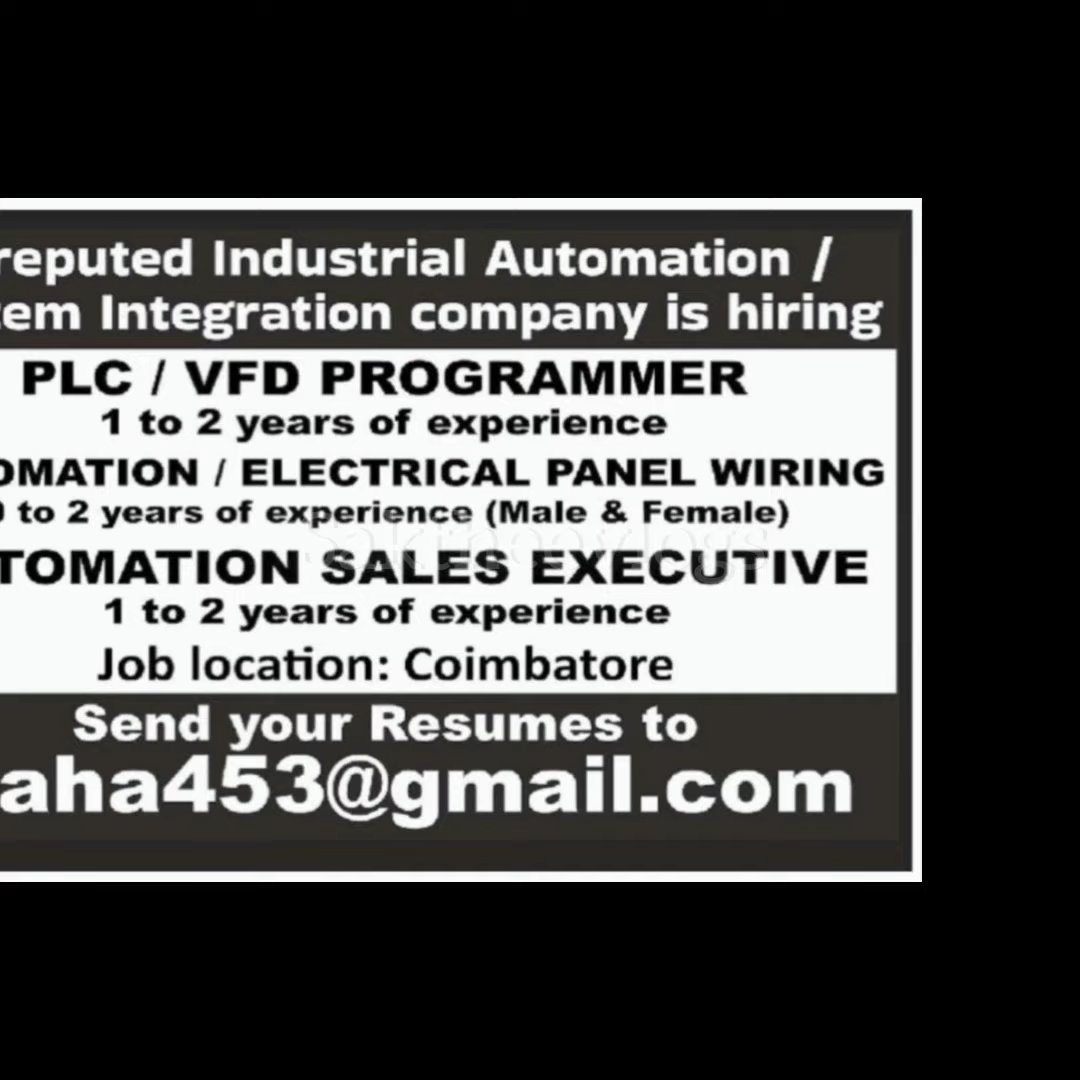 reputed Industrial Automation /
tem Integration company is hiring
PLC / VFD PROGRAMMER
1 to 2 years of experience
OMATION / ELECTRICAL PANEL WIRING
0 to 2 years of experience (Male & Female)
TOMATION SALES EXECUTIVE
1 to 2 years of experience
Job location: Coimbatore
Send your Resumes to
aha453@gmail.com